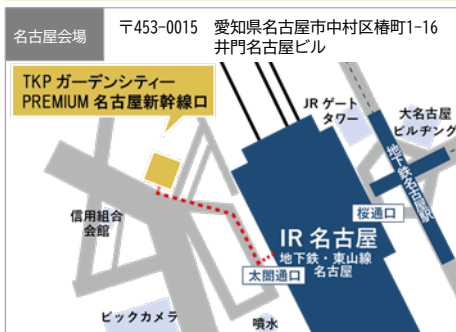 名古屋会場
〒453-0015 愛知県名古屋市中村区椿町1-16
井門名古屋ビル
TKP ガーデンシティー
PREMIUM 名古屋新幹線口
JR ゲート
タワー
大名古屋
ビルヂング
地下鉄名古屋駅
信用組合
会館
桜通口
IR 名古屋
地下鉄・東山線
名古屋
太閤通口
ビックカメラ
噴水